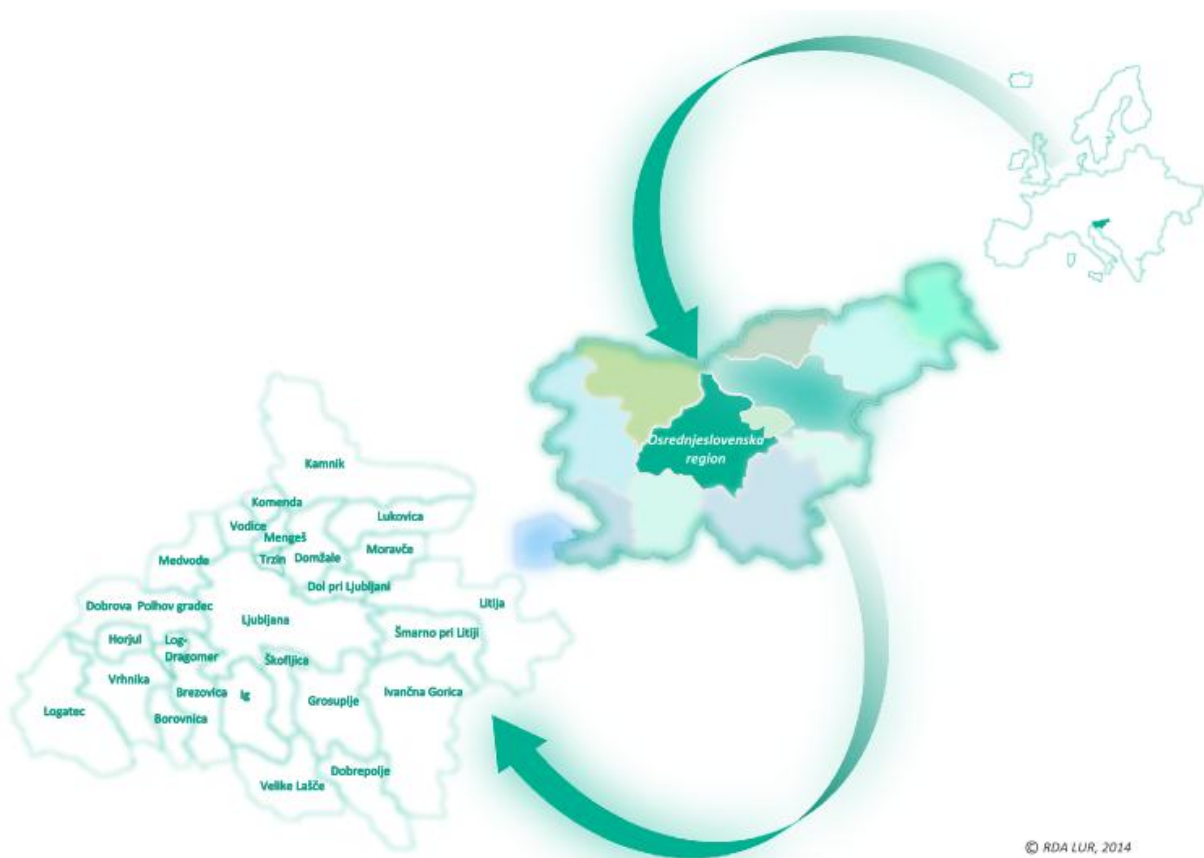 Osrednjeslovenska
region
Kamnik
Komenda
Lukovica
Vodice
Mengeš
Moravče
Medvode
Trzin
Domžale
Dol pri Ljubljani
Litija
Dobrova Polhov gradec
Ljubljana
Šmarno pri Litiji
Horjul
Log-
Dragomer
Škofljica
Vrhnika
Brezovica
Ig
Ivančna Gorica
Grosuplje
Logatec
Borovnica
Dobrepolje
Velike Lašče
© RDA LUR, 2014